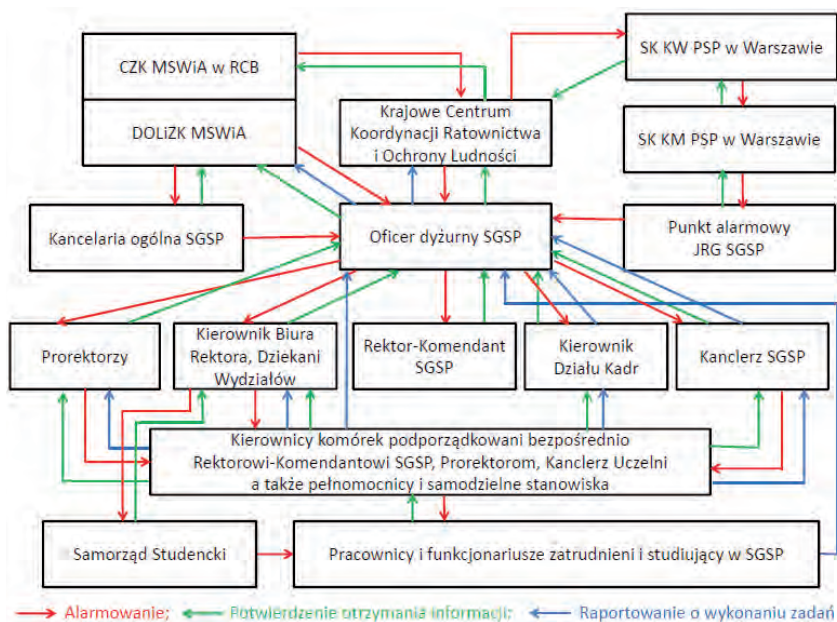 CZK MSWiA w RCB
DOLiZK MSWiA
Krajowe Centrum
Koordynacji Ratownictwa
i Ochrony Ludności
SK KW PSP w Warszawie
SK KM PSP w Warszawie
Kancelaria ogólna SGSP
Oficer dyżurny SGSP
Punkt alarmowy
JRG SGSP
Prorektorzy
Kierownik Biura
Rektora, Dziekani
Wydziałów
Rektor-Komendant
SGSP
Kierownik
Działu Kadr
Kanclerz SGSP
Kierownicy komórek podporządkowani bezpośrednio
Rektorowi-Komendantowi SGSP, Prorektorom, Kanclerz Uczelni
a także pełnomocnicy i samodzielne stanowiska
Samorząd Studencki
Pracownicy i funkcjonariusze zatrudnieni i studiujący w SGSP
Alarmowanie; Potwierdzenie otrzymania informacji; Raportowanie o wykonaniu zadań